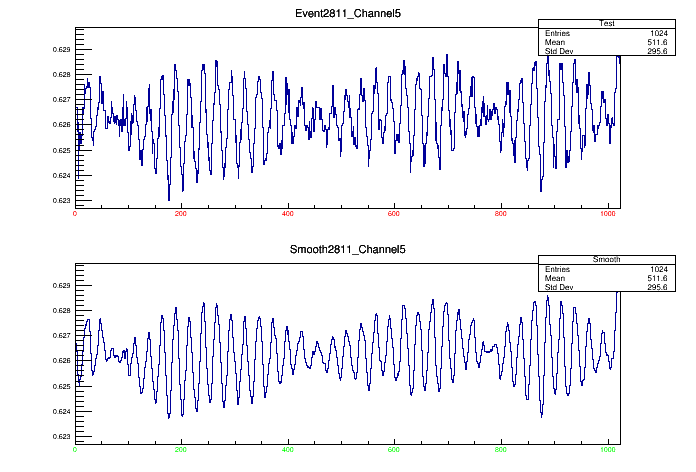 Event2811_Channel5
Test
Entries 1024
Mean 511.6
Std Dev 295.6
0.629
0.628
0.627
0.626
0.625
0.624
0.623
0 200 400 600 800 1000
Smooth2811_Channel5
Smooth
Entries 1024
Mean 511.6
Std Dev 295.6
0.629
0.628
0.627
0.626
0.625
0.624
0.623
0 200 400 600 800 1000